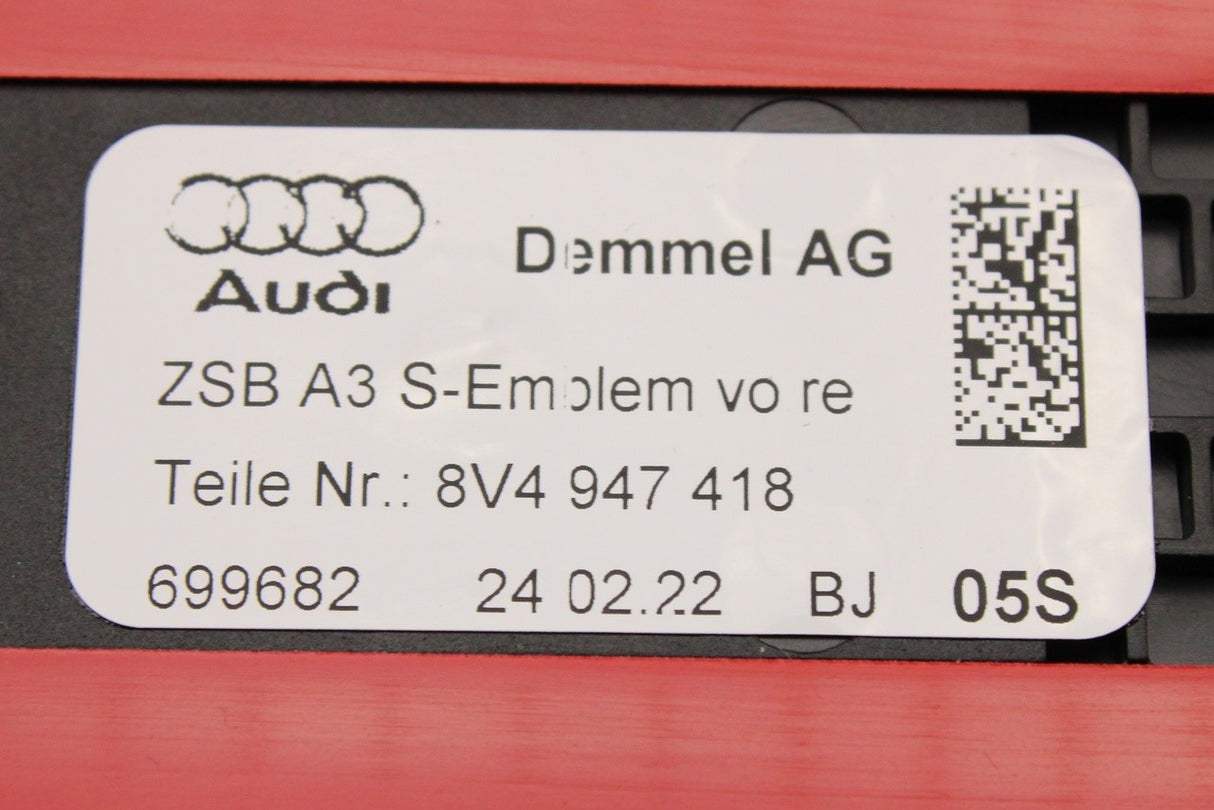 Audi
Demmel AG
ZSB A3 S-Emblem vo re
Teile Nr.: 8V4 947 418
699682 24 02.22 BJ 05S